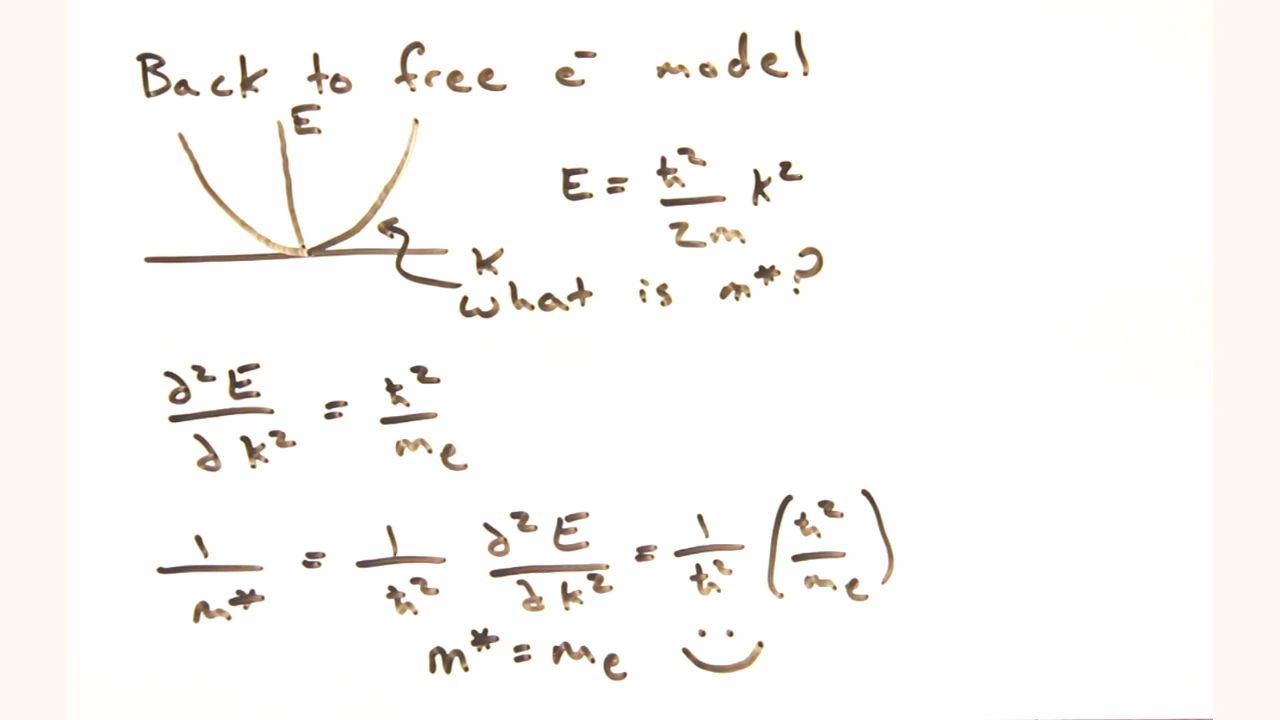 Back to free e⁻ model
E
E = ħ²/2m k²
k
what is m*?
∂²E/∂k² = ħ²/mₑ
1/m* = 1/ħ² ∂²E/∂k² = 1/ħ² (ħ²/mₑ)
m* = mₑ